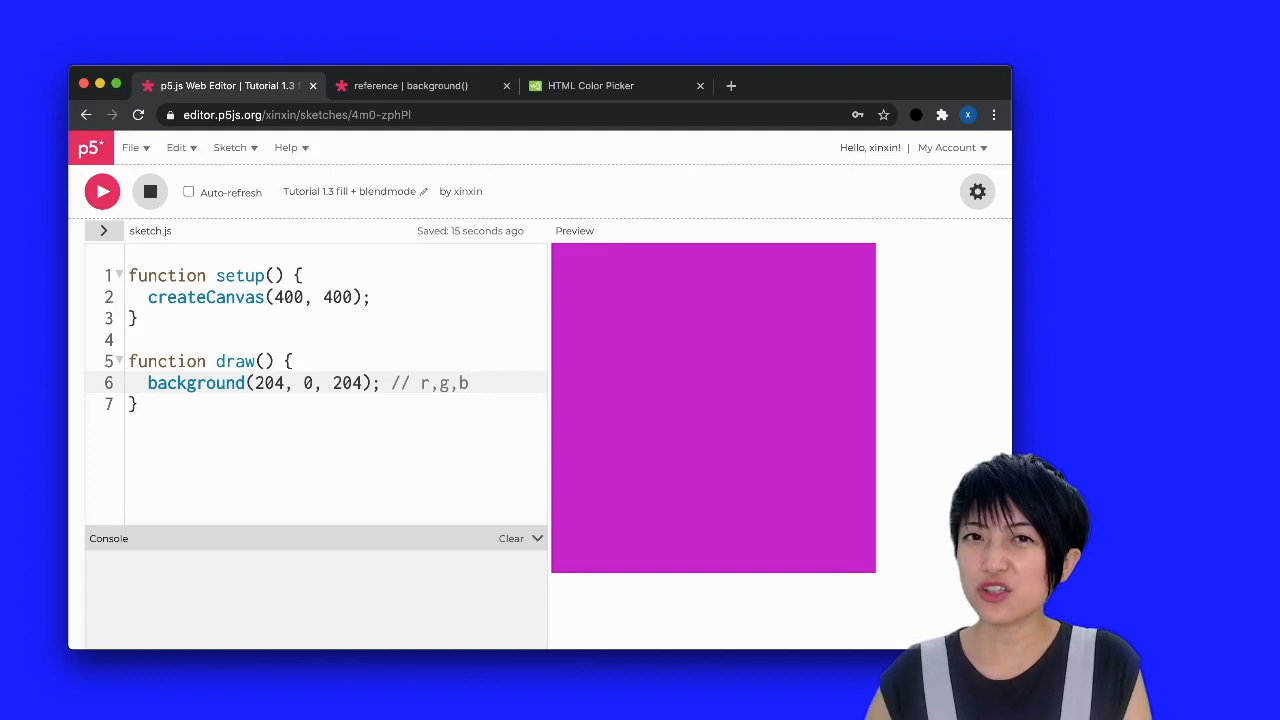 p5.js Web Editor | Tutorial 1.3 f
reference | background()
HTML Color Picker
editor.p5js.org/xinxin/sketches/4m0-zphPl
X
p5*
File
Edit
Sketch
Help
Hello, xinxin!
|
My Account
Auto-refresh
Tutorial 1.3 fill + blendmode
by xinxin
sketch.js
Saved: 15 seconds ago
Preview
1 function setup() {
2 createCanvas(400, 400);
3 }
4
5 function draw() {
6 background(204, 0, 204); // r,g,b
7 }
Console
Clear